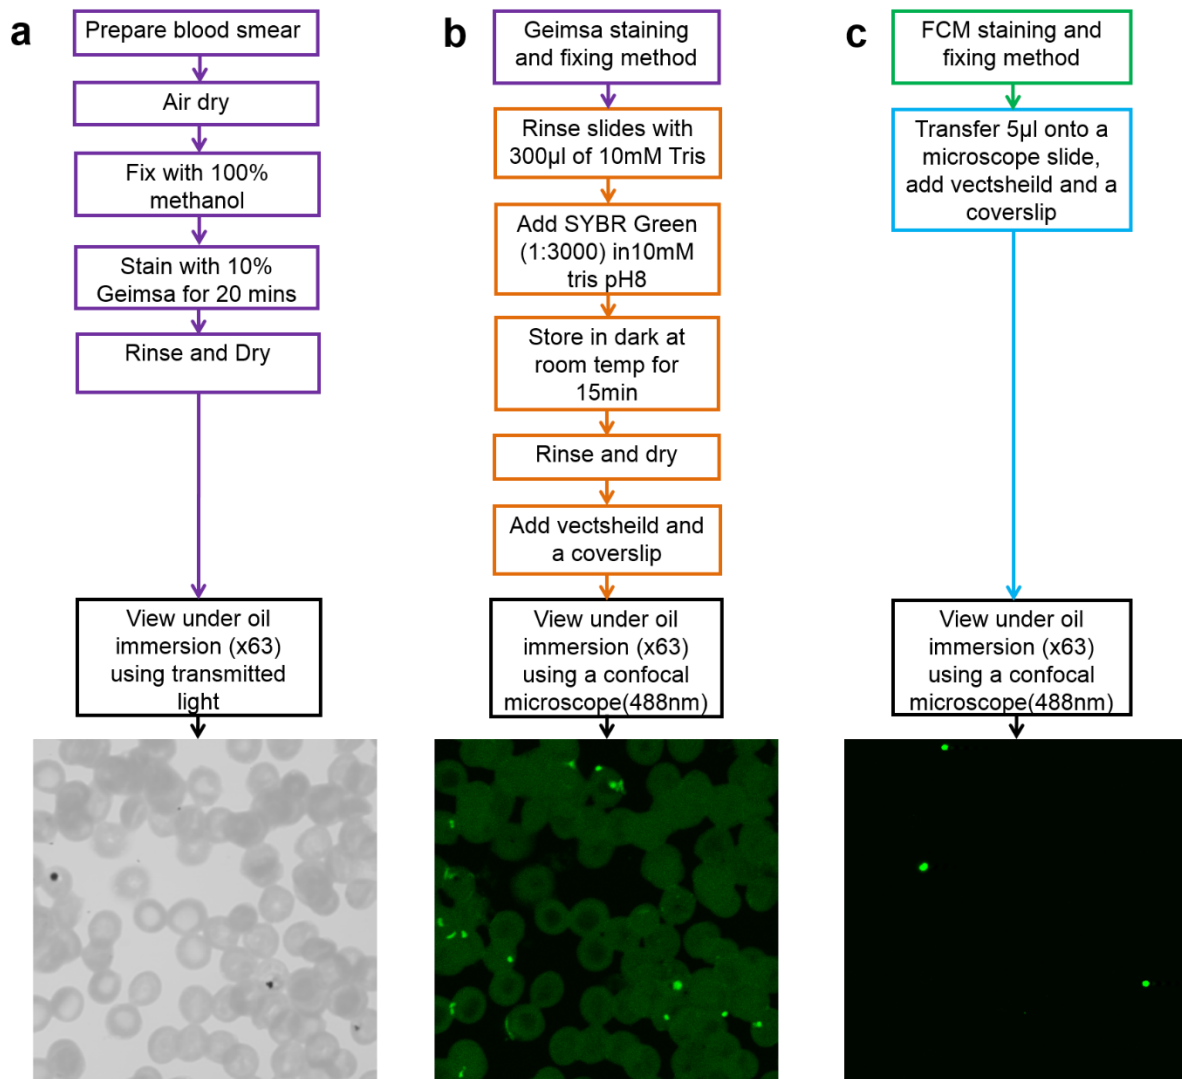 a
Prepare blood smear
Air dry
Fix with 100%
methanol
Stain with 10%
Geimsa for 20 mins
Rinse and Dry
View under oil
immersion (x63)
using transmitted
light
b
Geimsa staining
and fixing method
Rinse slides with
300µl of 10mM Tris
Add SYBR Green
(1:3000) in10mM
tris pH8
Store in dark at
room temp for
15min
Rinse and dry
Add vectsheild and
a coverslip
View under oil
immersion (x63)
using a confocal
microscope(488nm)
c
FCM staining and
fixing method
Transfer 5µl onto a
microscope slide,
add vectsheild and a
coverslip
View under oil
immersion (x63)
using a confocal
microscope(488nm)